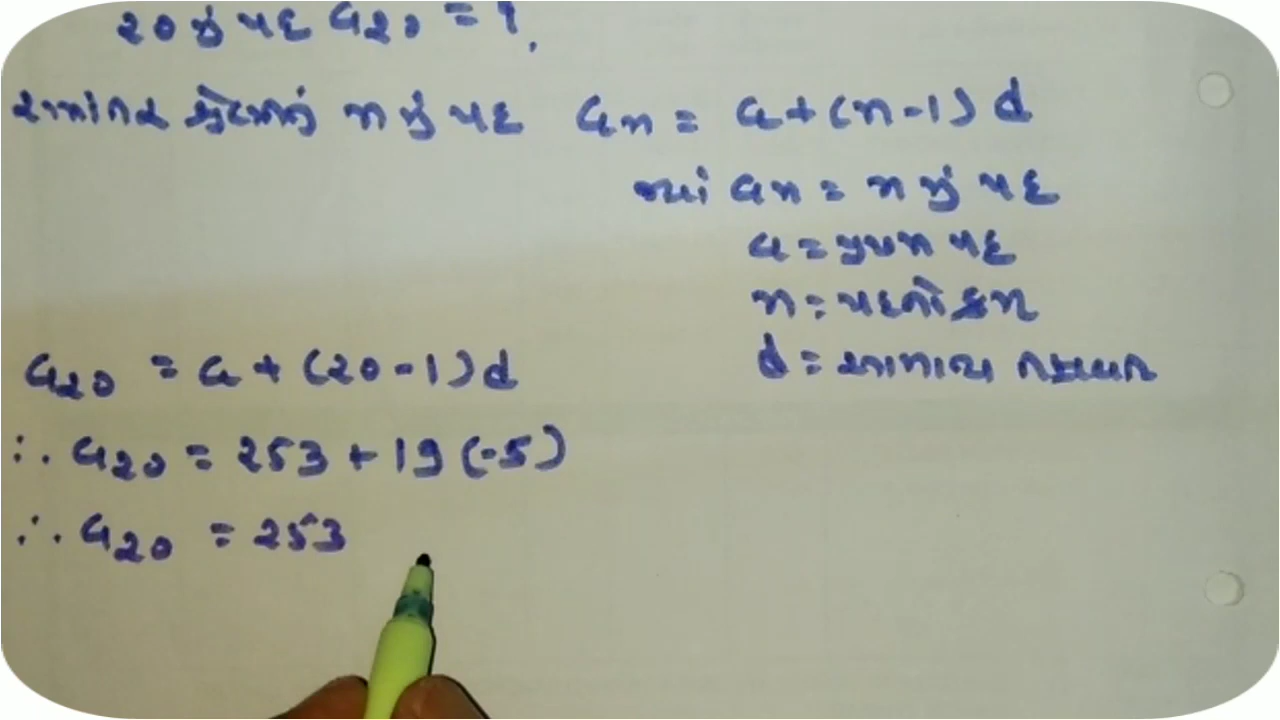 20 મું પદ a20 = ?.
સમાંતર શ્રેણીનું n મું પદ an = a + (n-1) d
જ્યાં an = n મું પદ
a = પ્રથમ પદ
n = પદનો ક્રમ
d = સામાન્ય તફાવત
a20 = a + (20-1)d
∴ a20 = 253 + 19 (-5)
∴ a20 = 253